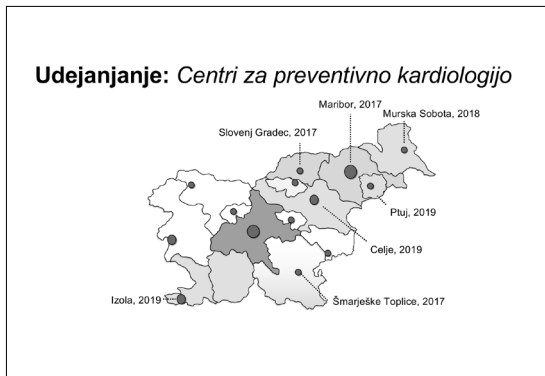 Udejanjanje: Centri za preventivno kardiologijo
Maribor, 2017
Murska Sobota, 2018
Slovenj Gradec, 2017
Ptuj, 2019
Celje, 2019
Izola, 2019
Šmarješke Toplice, 2017